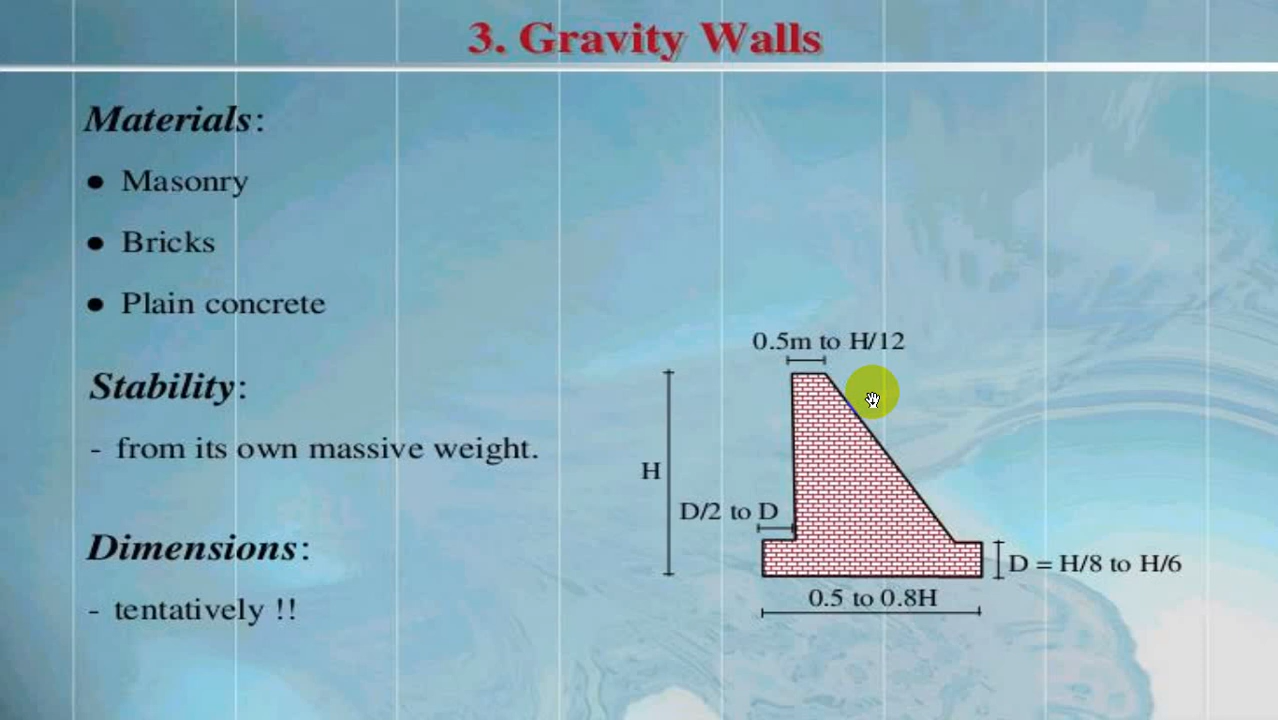 3. Gravity Walls
Materials:
● Masonry
● Bricks
● Plain concrete
Stability:
- from its own massive weight.
Dimensions:
- tentatively !!
0.5m to H/12
H
D/2 to D
D = H/8 to H/6
0.5 to 0.8H